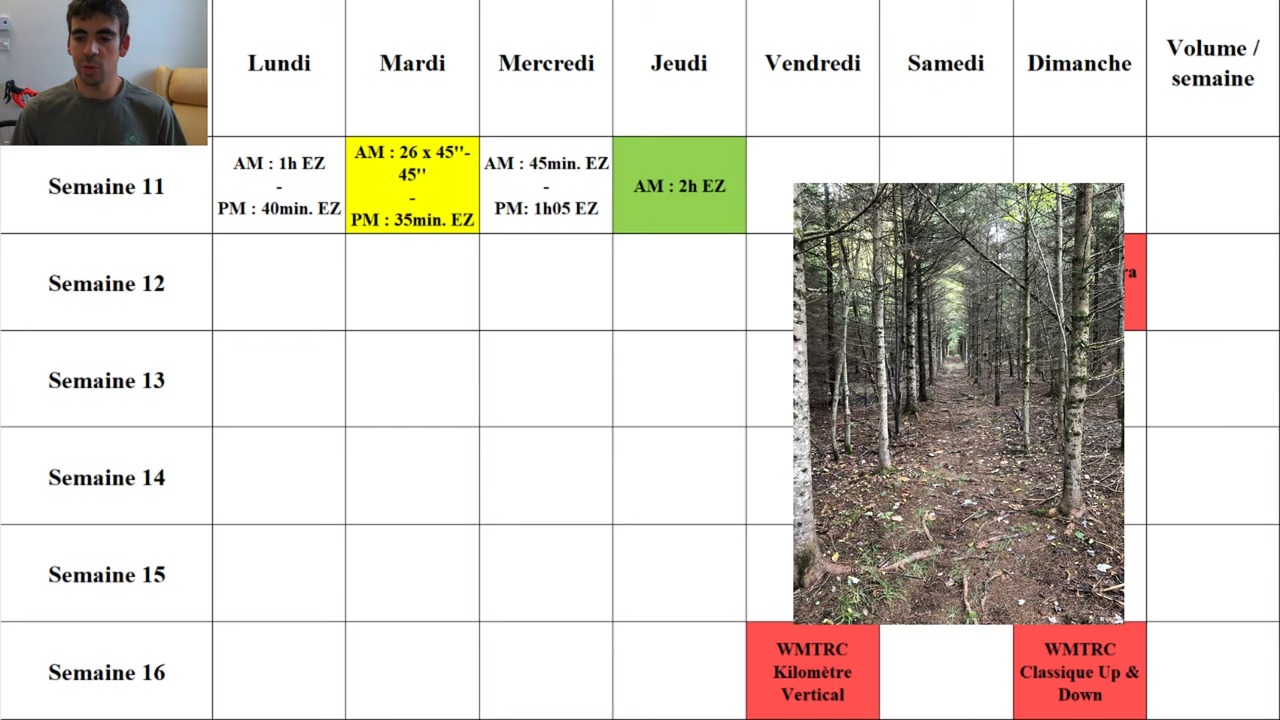 Lundi
Mardi
Mercredi
Jeudi
Vendredi
Samedi
Dimanche
Volume /
semaine
Semaine 11
AM : 1h EZ
-
PM : 40min. EZ
AM : 26 x 45''-
45''
-
PM : 35min. EZ
AM : 45min. EZ
-
PM: 1h05 EZ
AM : 2h EZ
Semaine 12
Semaine 13
Semaine 14
Semaine 15
Semaine 16
WMTRC
Kilomètre
Vertical
WMTRC
Classique Up &
Down